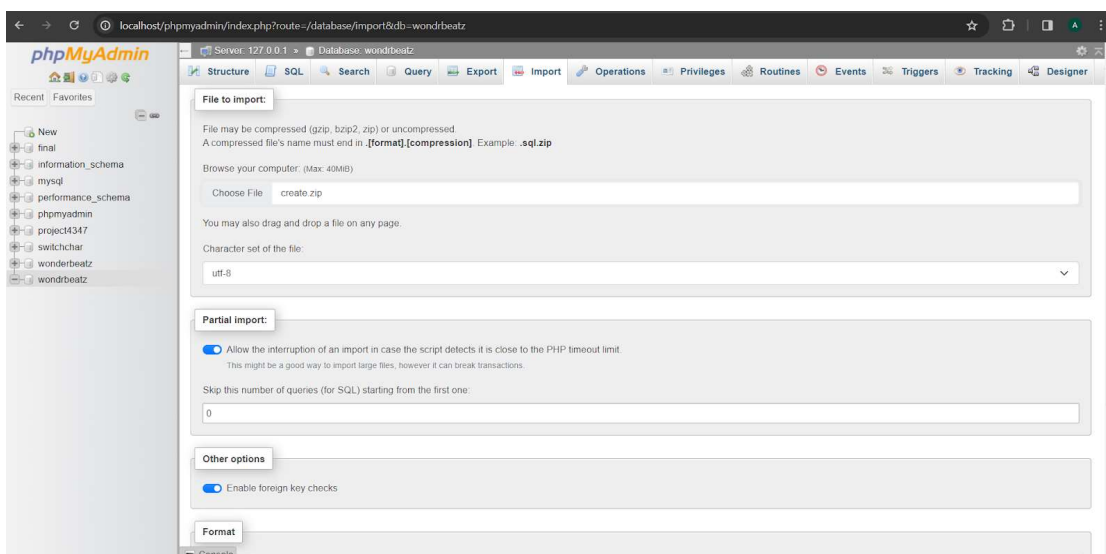 localhost/phpmyadmin/index.php?route=/database/import&db=wondrbeatz
A
phpMyAdmin
Recent Favorites
New
final
information_schema
mysql
performance_schema
phpmyadmin
project4347
switchchar
wonderbeatz
wondrbeatz
Server: 127.0.0.1 » Database: wondrbeatz
Structure SQL Search Query Export Import Operations Privileges Routines Events Triggers Tracking Designer
File to import:
File may be compressed (gzip, bzip2, zip) or uncompressed.
A compressed file's name must end in .[format].[compression]. Example: .sql.zip
Browse your computer: (Max: 40MiB)
Choose File create.zip
You may also drag and drop a file on any page.
Character set of the file:
utf-8
Partial import:
Allow the interruption of an import in case the script detects it is close to the PHP timeout limit.
This might be a good way to import large files, however it can break transactions.
Skip this number of queries (for SQL) starting from the first one:
0
Other options
Enable foreign key checks
Format
Console